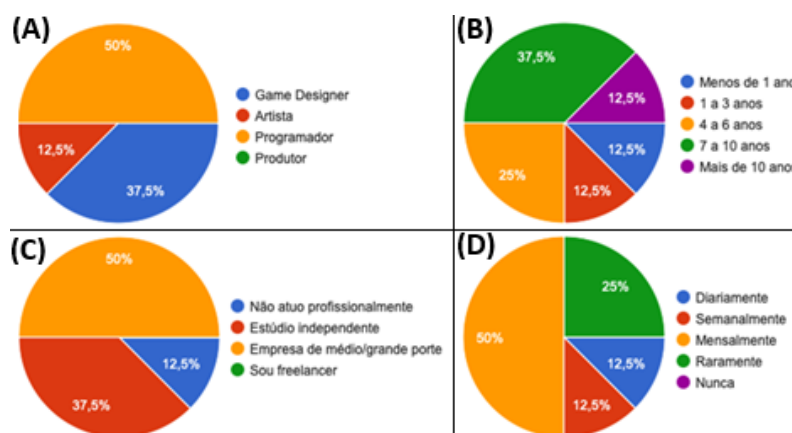 (A)
50%
12,5%
37,5%
Game Designer
Artista
Programador
Produtor
(B)
37,5%
12,5%
12,5%
12,5%
25%
Menos de 1 ano
1 a 3 anos
4 a 6 anos
7 a 10 anos
Mais de 10 anos
(C)
50%
12,5%
37,5%
Não atuo profissionalmente
Estúdio independente
Empresa de médio/grande porte
Sou freelancer
(D)
25%
50%
12,5%
12,5%
Diariamente
Semanalmente
Mensalmente
Raramente
Nunca